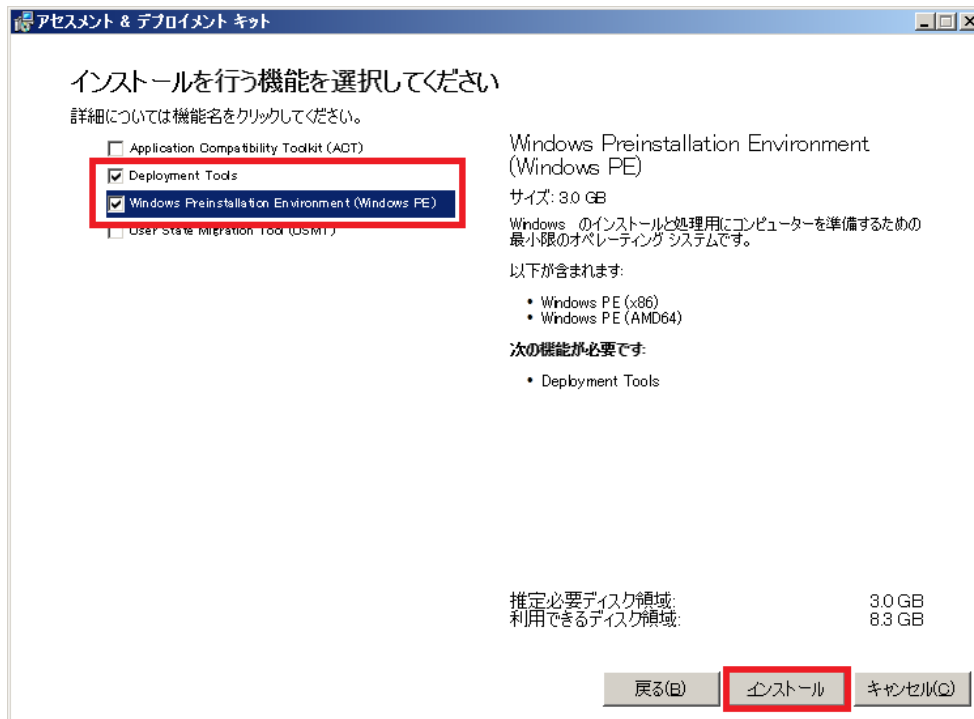 アセスメント & デプロイメント キット
インストールを行う機能を選択してください
詳細については機能名をクリックしてください。
Application Compatibility Toolkit (ACT)
Deployment Tools
Windows Preinstallation Environment (Windows PE)
User State Migration Tool (USMT)
Windows Preinstallation Environment
(Windows PE)
サイズ: 3.0 GB
Windows のインストールと処理用にコンピューターを準備するための
最小限のオペレーティング システムです。
以下が含まれます:
• Windows PE (x86)
• Windows PE (AMD64)
次の機能が必要です:
• Deployment Tools
推定必要ディスク領域: 3.0 GB
利用できるディスク領域: 8.3 GB
戻る(B) インストール キャンセル(C)